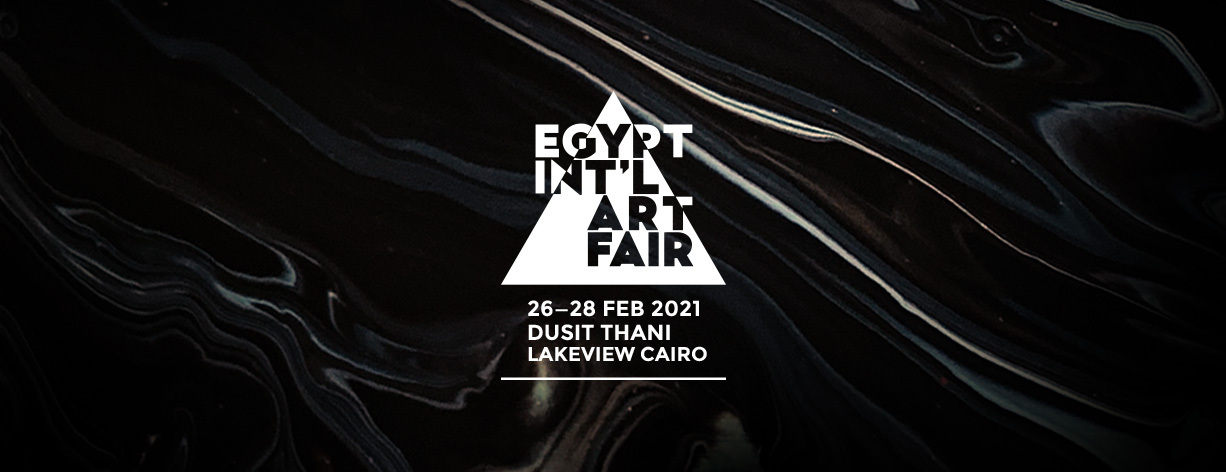 EGYPT
INT'L
ART
FAIR
26–28 FEB 2021
DUSIT THANI
LAKEVIEW CAIRO